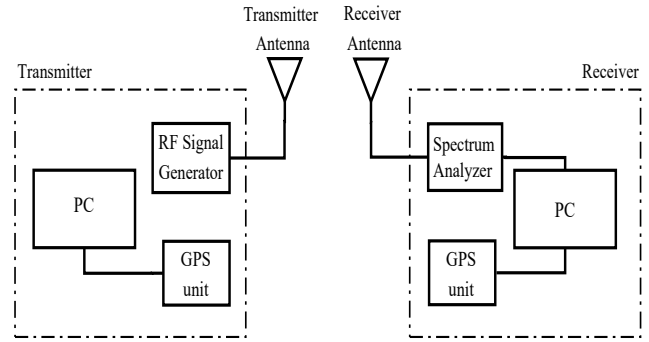 Transmitter
Antenna
Receiver
Antenna
Transmitter
Receiver
RF Signal
Generator
PC
GPS
unit
Spectrum
Analyzer
PC
GPS
unit